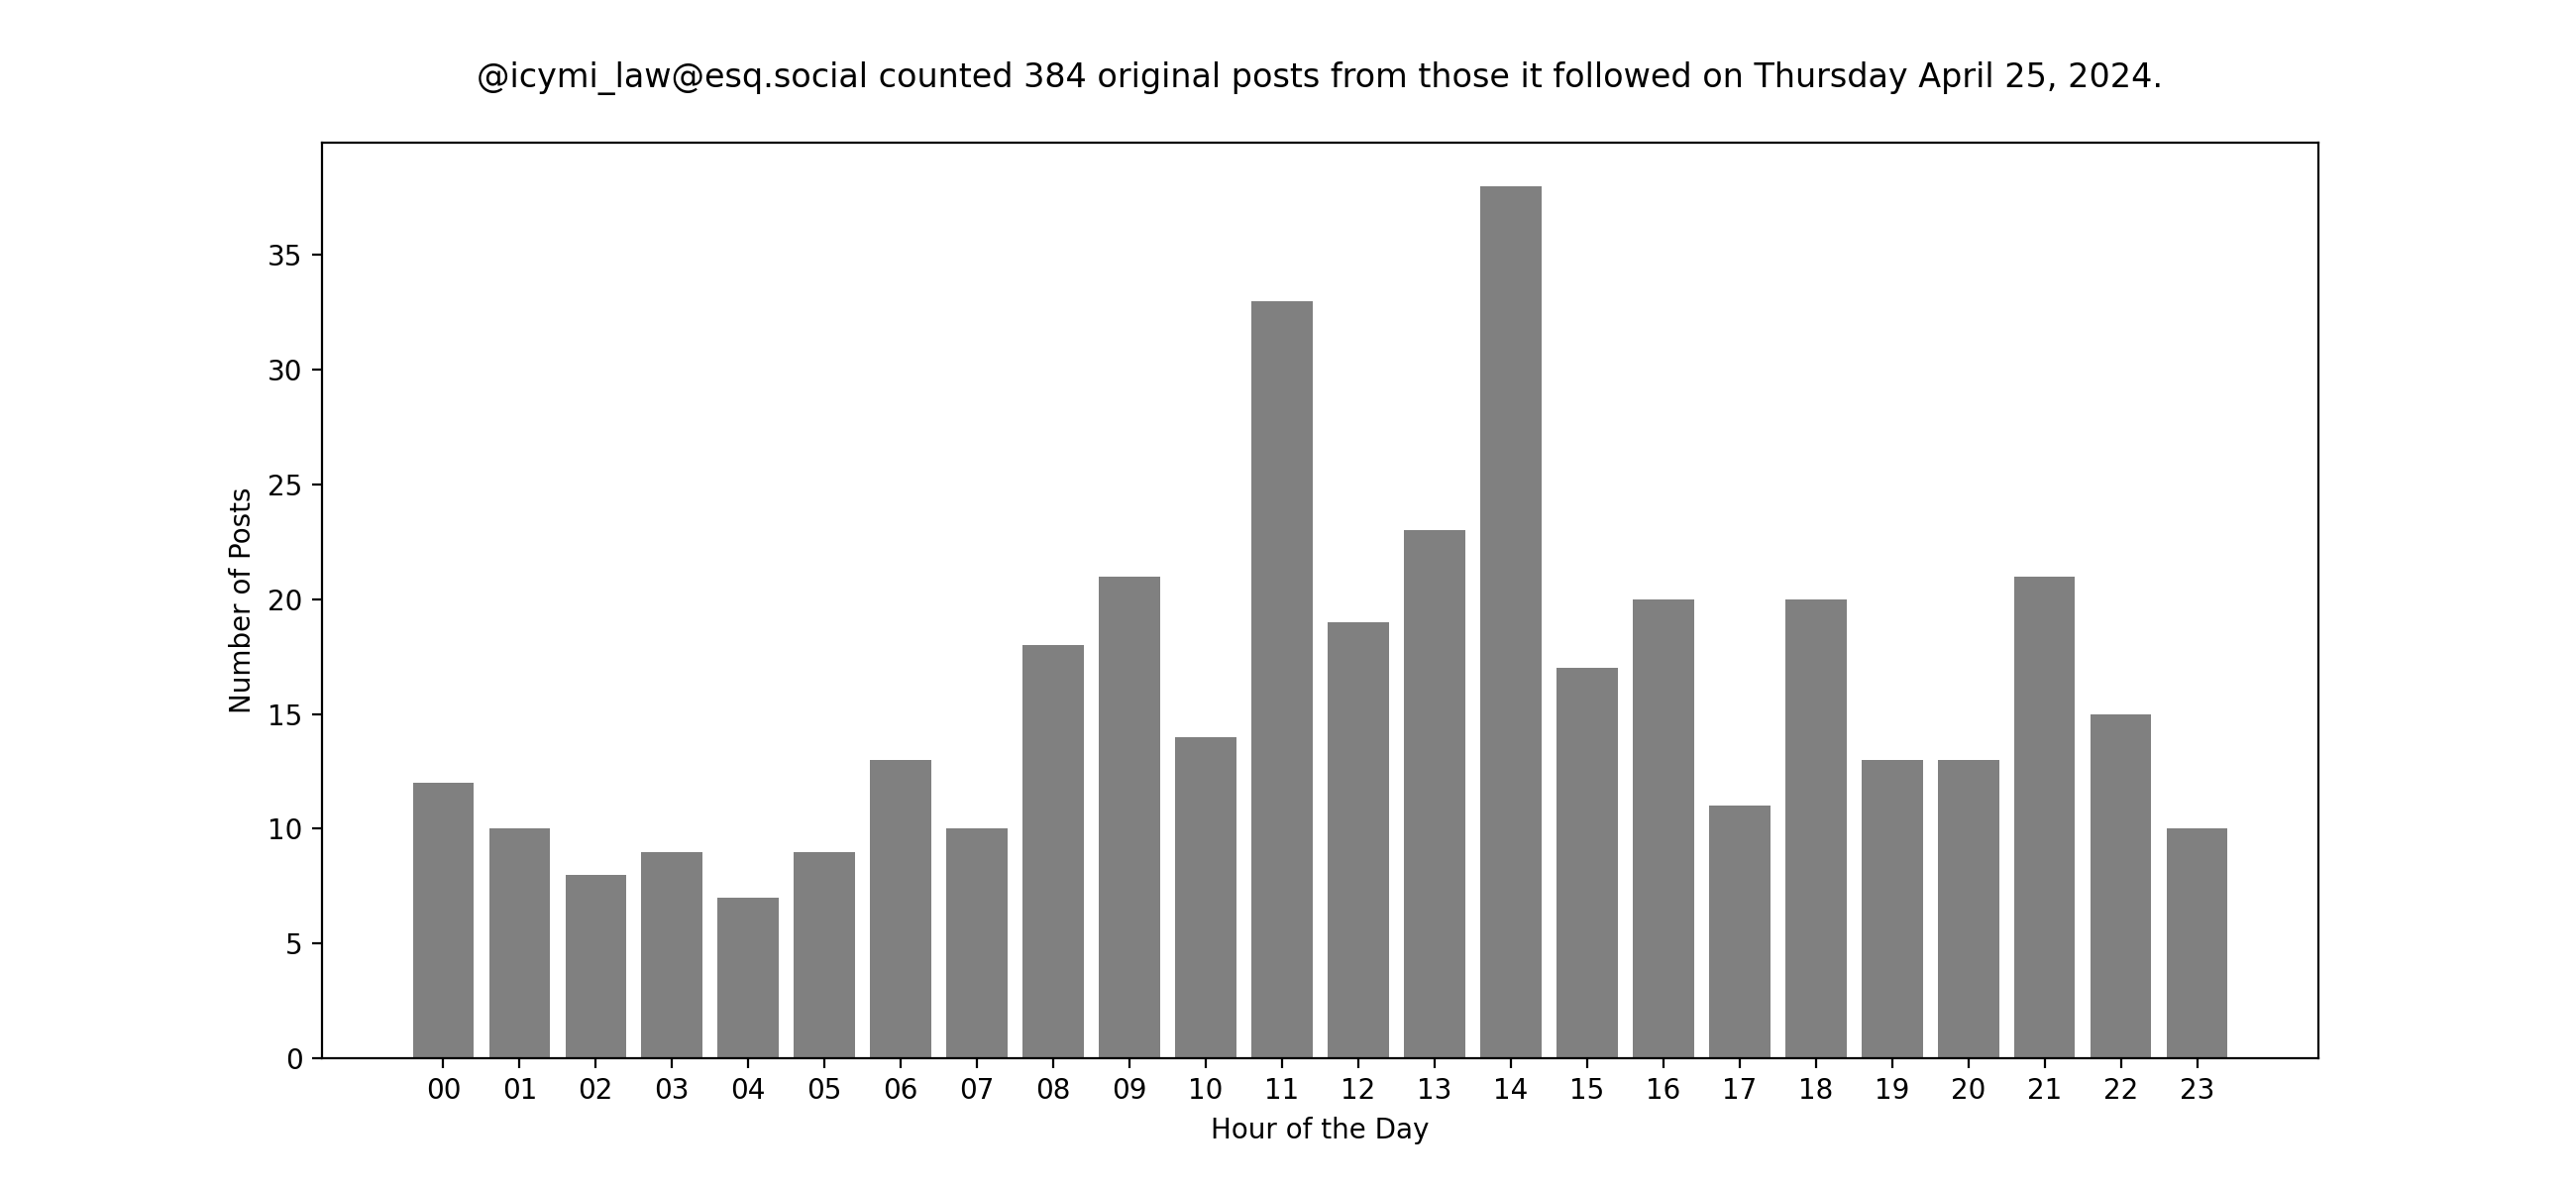 @icymi_law@esq.social counted 384 original posts from those it followed on Thursday April 25, 2024.
35
30
25
20
15
10
5
0
Number of Posts
00 01 02 03 04 05 06 07 08 09 10 11 12 13 14 15 16 17 18 19 20 21 22 23
Hour of the Day